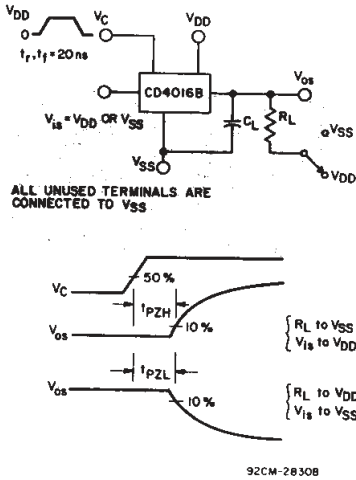 VDD
0
tr, tf = 20 ns
VC
VDD
CD4016B
Vis = VDD OR VSS
VSS
CL
RL
Vos
VSS
VDD
ALL UNUSED TERMINALS ARE
CONNECTED TO VSS
VC
50%
tPZH
Vos
10%
RL to VSS
Vis to VDD
tPZL
Vos
10%
RL to VDD
Vis to VSS
92CM-28308